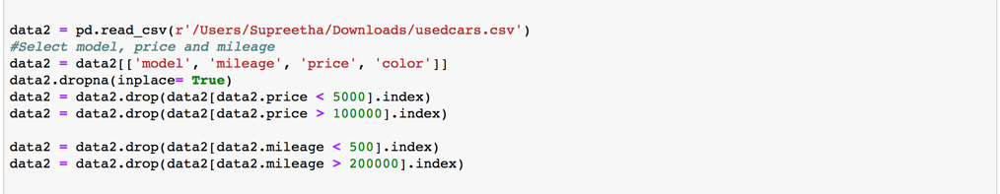 data2 = pd.read_csv(r'/Users/Supreetha/Downloads/usedcars.csv')
#Select model, price and mileage
data2 = data2[['model', 'mileage', 'price', 'color']]
data2.dropna(inplace= True)
data2 = data2.drop(data2[data2.price < 5000].index)
data2 = data2.drop(data2[data2.price > 100000].index)
data2 = data2.drop(data2[data2.mileage < 500].index)
data2 = data2.drop(data2[data2.mileage > 200000].index)